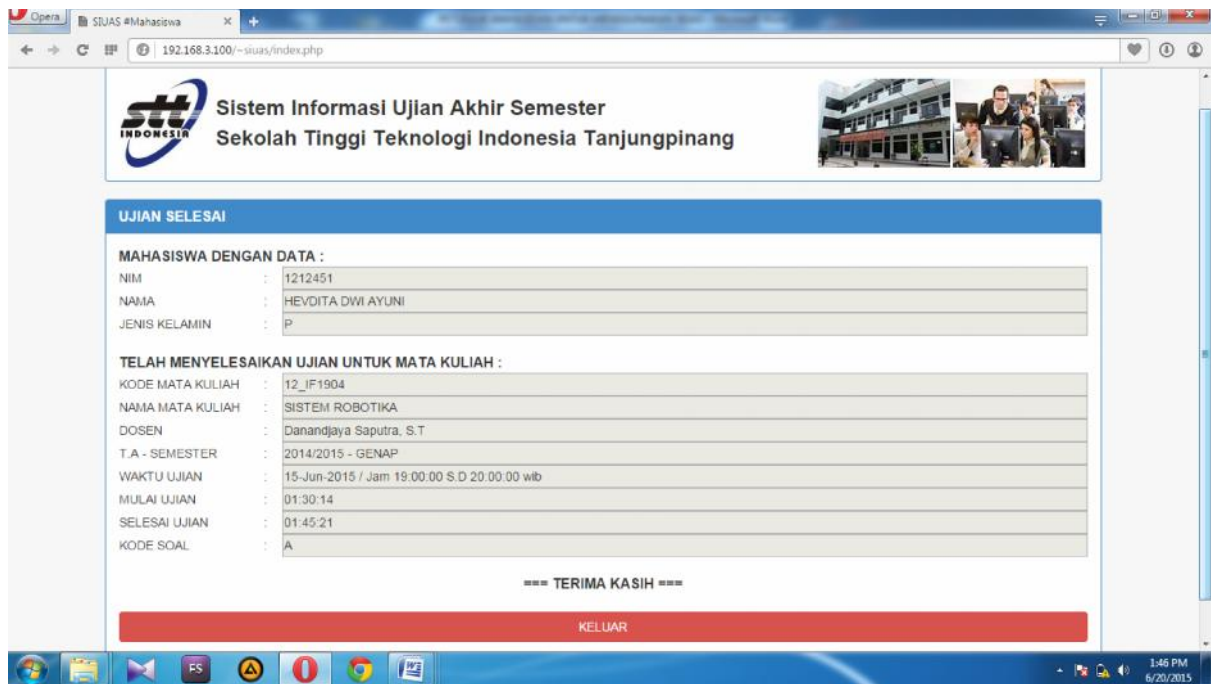 Opera
SIUAS #Mahasiswa
192.168.3.100/~siuas/index.php
stti
INDONESIA
Sistem Informasi Ujian Akhir Semester
Sekolah Tinggi Teknologi Indonesia Tanjungpinang
UJIAN SELESAI
MAHASISWA DENGAN DATA :
NIM : 1212451
NAMA : HEVDITA DWI AYUNI
JENIS KELAMIN : P
TELAH MENYELESAIKAN UJIAN UNTUK MATA KULIAH :
KODE MATA KULIAH : 12_IF1904
NAMA MATA KULIAH : SISTEM ROBOTIKA
DOSEN : Danandjaya Saputra, S.T
T.A - SEMESTER : 2014/2015 - GENAP
WAKTU UJIAN : 15-Jun-2015 / Jam 19:00:00 S.D 20:00:00 wib
MULAI UJIAN : 01:30:14
SELESAI UJIAN : 01:45:21
KODE SOAL : A
=== TERIMA KASIH ===
KELUAR
FS
1:46 PM
6/20/2015